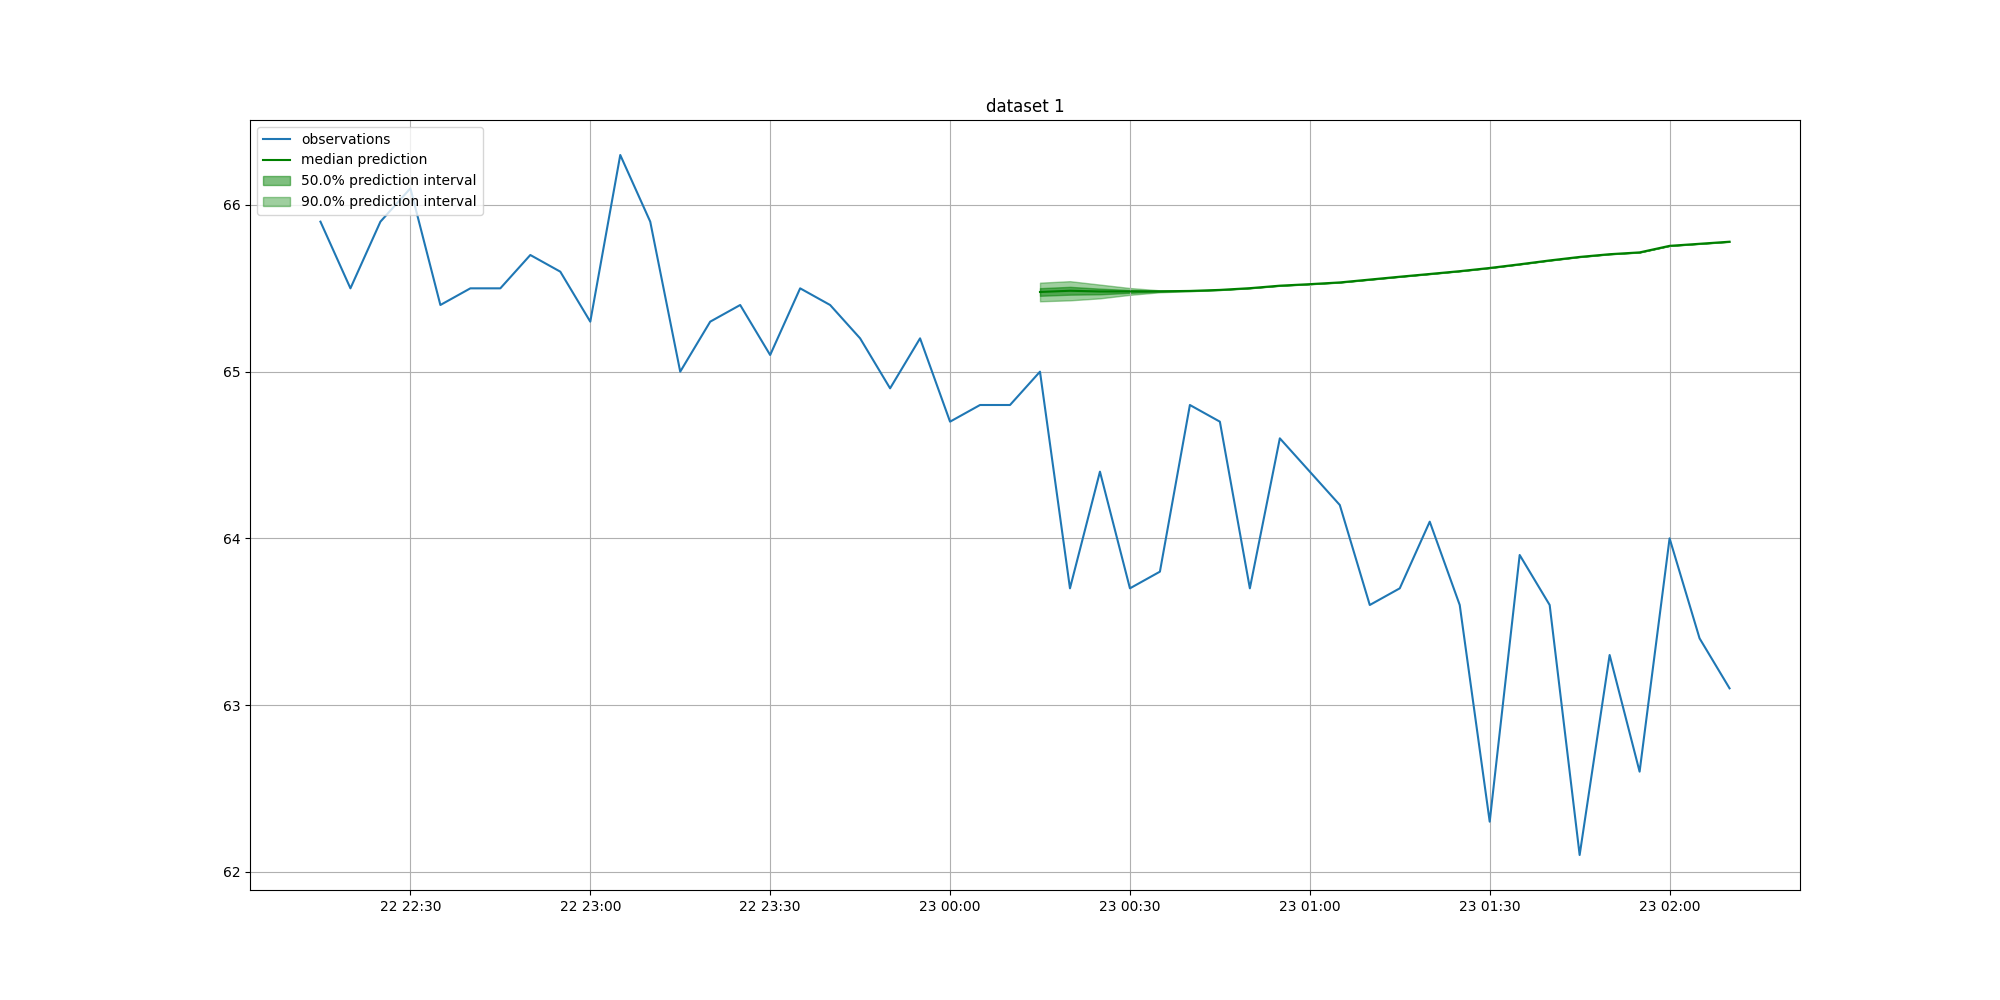 dataset 1
observations
median prediction
50.0% prediction interval
90.0% prediction interval
66
65
64
63
62
22 22:30
22 23:00
22 23:30
23 00:00
23 00:30
23 01:00
23 01:30
23 02:00